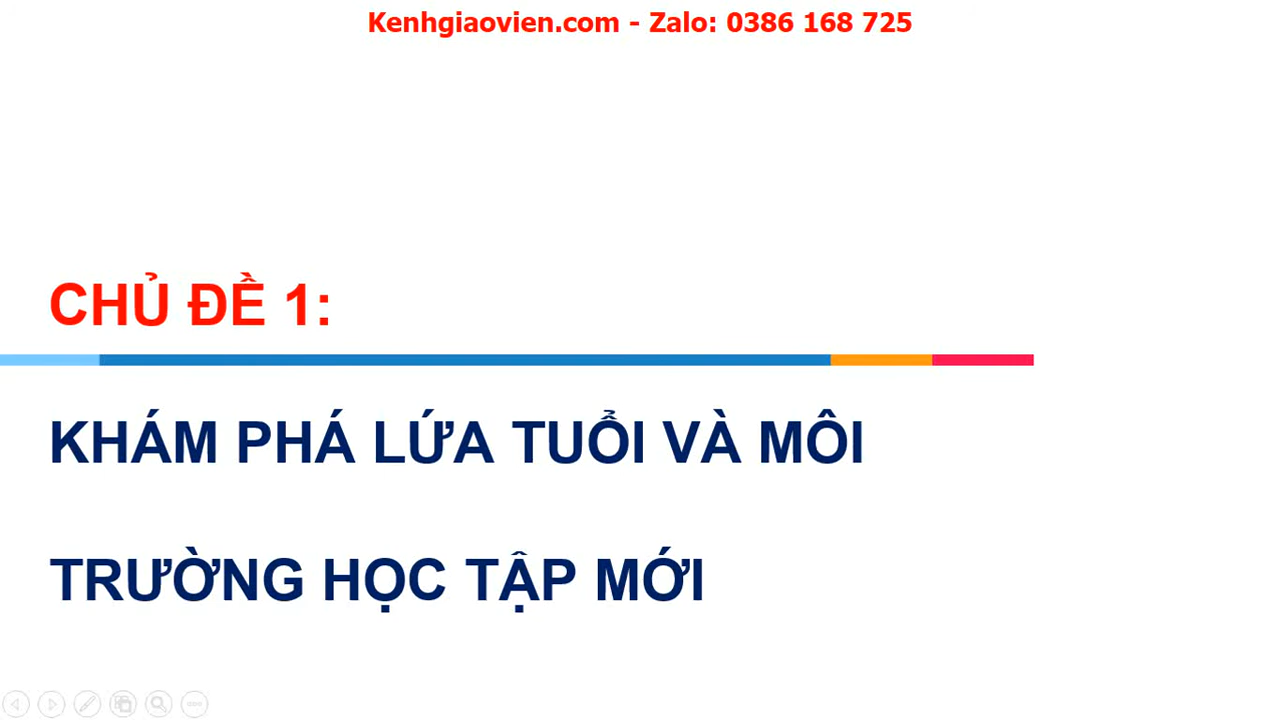 Kenhgiaovien.com - Zalo: 0386 168 725
CHỦ ĐỀ 1:
KHÁM PHÁ LỨA TUỔI VÀ MÔI
TRƯỜNG HỌC TẬP MỚI